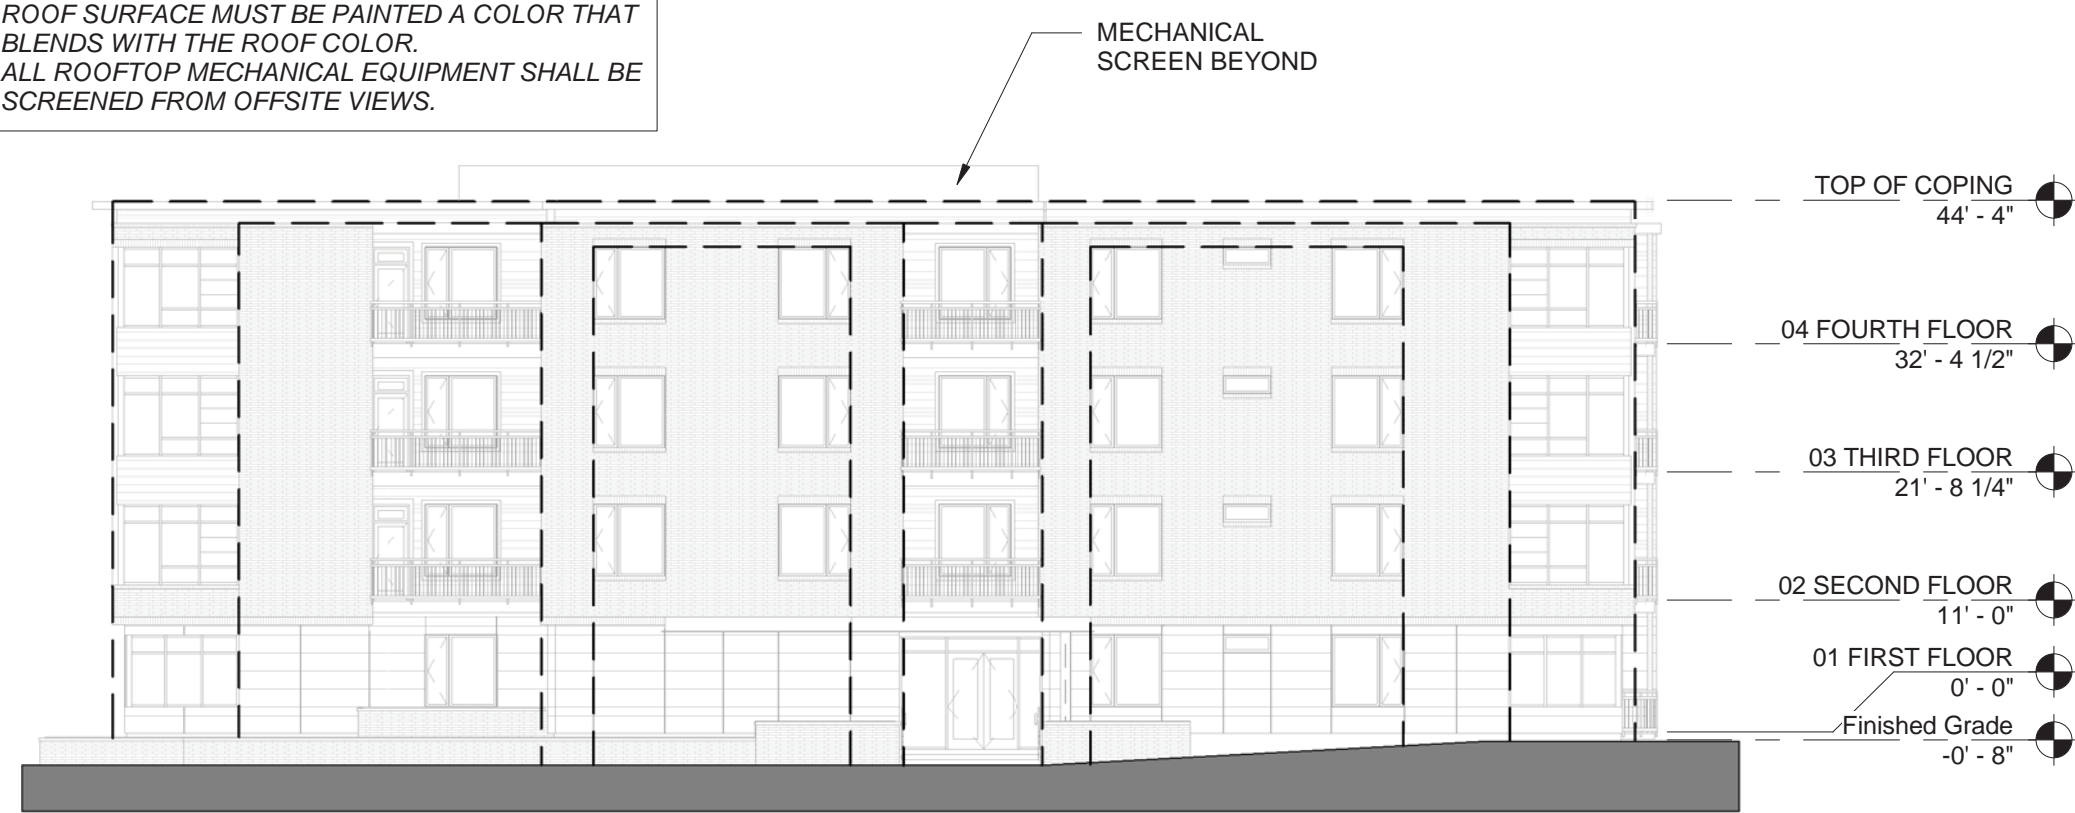 ROOF SURFACE MUST BE PAINTED A COLOR THAT
BLENDS WITH THE ROOF COLOR.
ALL ROOFTOP MECHANICAL EQUIPMENT SHALL BE
SCREENED FROM OFFSITE VIEWS.
MECHANICAL
SCREEN BEYOND
TOP OF COPING
44' - 4"
04 FOURTH FLOOR
32' - 4 1/2"
03 THIRD FLOOR
21' - 8 1/4"
02 SECOND FLOOR
11' - 0"
01 FIRST FLOOR
0' - 0"
Finished Grade
-0' - 8"